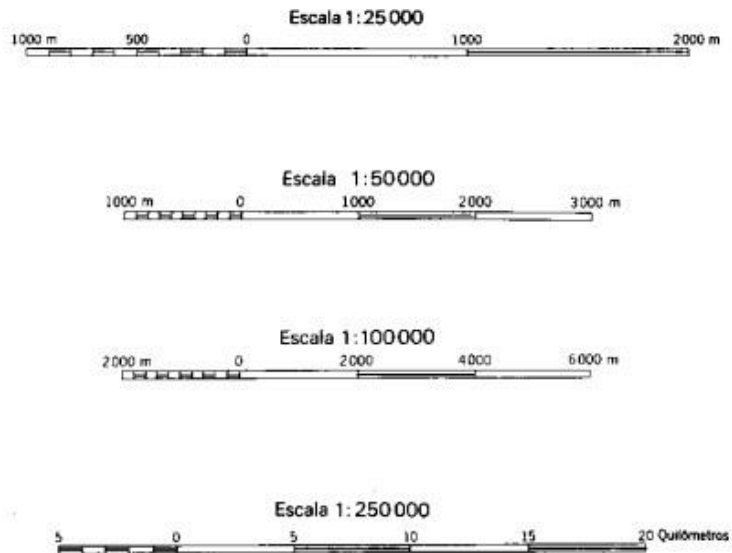 Escala 1:25 000
1000 m 500 0 1000 2000 m
Escala 1:50 000
1000 m 0 1000 2000 3000 m
Escala 1:100 000
2000 m 0 2000 4000 6000 m
Escala 1:250 000
5 0 5 10 15 20 Quilômetros